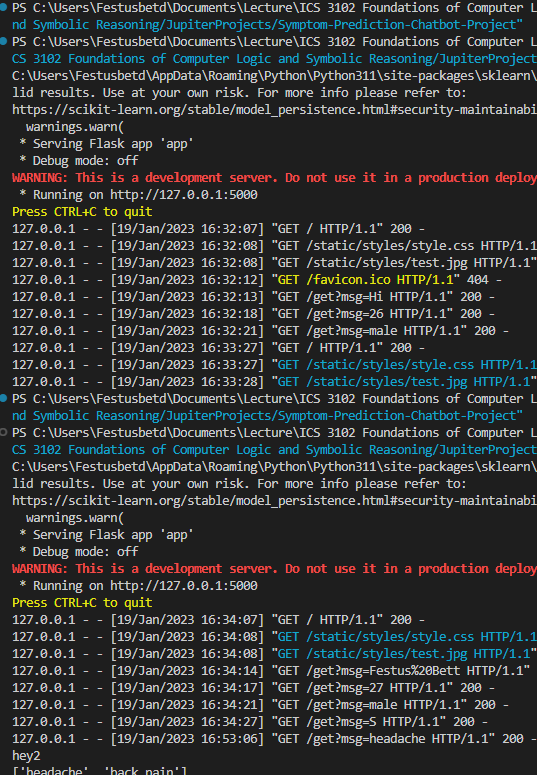 PS C:\Users\Festusbetd\Documents\Lecture\ICS 3102 Foundations of Computer L
nd Symbolic Reasoning/JupiterProjects/Symptom-Prediction-Chatbot-Project"
PS C:\Users\Festusbetd\Documents\Lecture\ICS 3102 Foundations of Computer L
CS 3102 Foundations of Computer Logic and Symbolic Reasoning/JupiterProject
C:\Users\Festusbetd\AppData\Roaming\Python\Python311\site-packages\sklearn\
lid results. Use at your own risk. For more info please refer to:
https://scikit-learn.org/stable/model_persistence.html#security-maintainabi
  warnings.warn(
 * Serving Flask app 'app'
 * Debug mode: off
WARNING: This is a development server. Do not use it in a production deploy
 * Running on http://127.0.0.1:5000
Press CTRL+C to quit
127.0.0.1 - - [19/Jan/2023 16:32:07] "GET / HTTP/1.1" 200 -
127.0.0.1 - - [19/Jan/2023 16:32:08] "GET /static/styles/style.css HTTP/1.1
127.0.0.1 - - [19/Jan/2023 16:32:08] "GET /static/styles/test.jpg HTTP/1.1"
127.0.0.1 - - [19/Jan/2023 16:32:12] "GET /favicon.ico HTTP/1.1" 404 -
127.0.0.1 - - [19/Jan/2023 16:32:13] "GET /get?msg=Hi HTTP/1.1" 200 -
127.0.0.1 - - [19/Jan/2023 16:32:18] "GET /get?msg=26 HTTP/1.1" 200 -
127.0.0.1 - - [19/Jan/2023 16:32:21] "GET /get?msg=male HTTP/1.1" 200 -
127.0.0.1 - - [19/Jan/2023 16:33:27] "GET / HTTP/1.1" 200 -
127.0.0.1 - - [19/Jan/2023 16:33:27] "GET /static/styles/style.css HTTP/1.1
127.0.0.1 - - [19/Jan/2023 16:33:28] "GET /static/styles/test.jpg HTTP/1.1"
PS C:\Users\Festusbetd\Documents\Lecture\ICS 3102 Foundations of Computer L
nd Symbolic Reasoning/JupiterProjects/Symptom-Prediction-Chatbot-Project"
PS C:\Users\Festusbetd\Documents\Lecture\ICS 3102 Foundations of Computer L
CS 3102 Foundations of Computer Logic and Symbolic Reasoning/JupiterProject
C:\Users\Festusbetd\AppData\Roaming\Python\Python311\site-packages\sklearn\
lid results. Use at your own risk. For more info please refer to:
https://scikit-learn.org/stable/model_persistence.html#security-maintainabi
  warnings.warn(
 * Serving Flask app 'app'
 * Debug mode: off
WARNING: This is a development server. Do not use it in a production deploy
 * Running on http://127.0.0.1:5000
Press CTRL+C to quit
127.0.0.1 - - [19/Jan/2023 16:34:07] "GET / HTTP/1.1" 200 -
127.0.0.1 - - [19/Jan/2023 16:34:08] "GET /static/styles/style.css HTTP/1.1
127.0.0.1 - - [19/Jan/2023 16:34:08] "GET /static/styles/test.jpg HTTP/1.1"
127.0.0.1 - - [19/Jan/2023 16:34:14] "GET /get?msg=Festus%20Bett HTTP/1.1"
127.0.0.1 - - [19/Jan/2023 16:34:17] "GET /get?msg=27 HTTP/1.1" 200 -
127.0.0.1 - - [19/Jan/2023 16:34:21] "GET /get?msg=male HTTP/1.1" 200 -
127.0.0.1 - - [19/Jan/2023 16:34:27] "GET /get?msg=S HTTP/1.1" 200 -
127.0.0.1 - - [19/Jan/2023 16:53:06] "GET /get?msg=headache HTTP/1.1" 200 -
hey2
['headache', 'back_pain']